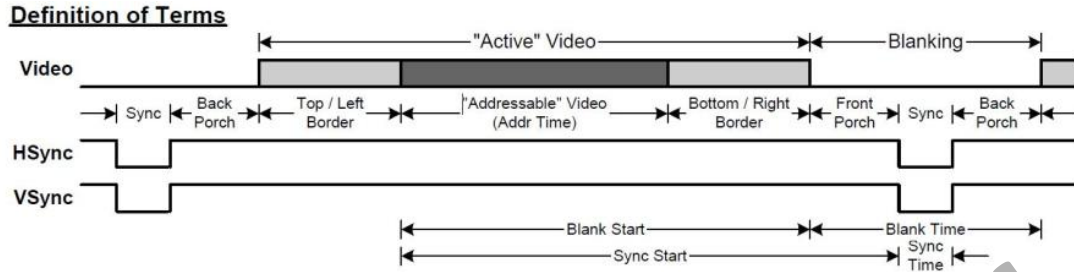 Definition of Terms
"Active" Video
Blanking
Video
Sync
Back Porch
Top / Left Border
"Addressable" Video (Addr Time)
Bottom / Right Border
Front Porch
Sync
Back Porch
HSync
VSync
Blank Start
Blank Time
Sync Start
Sync Time